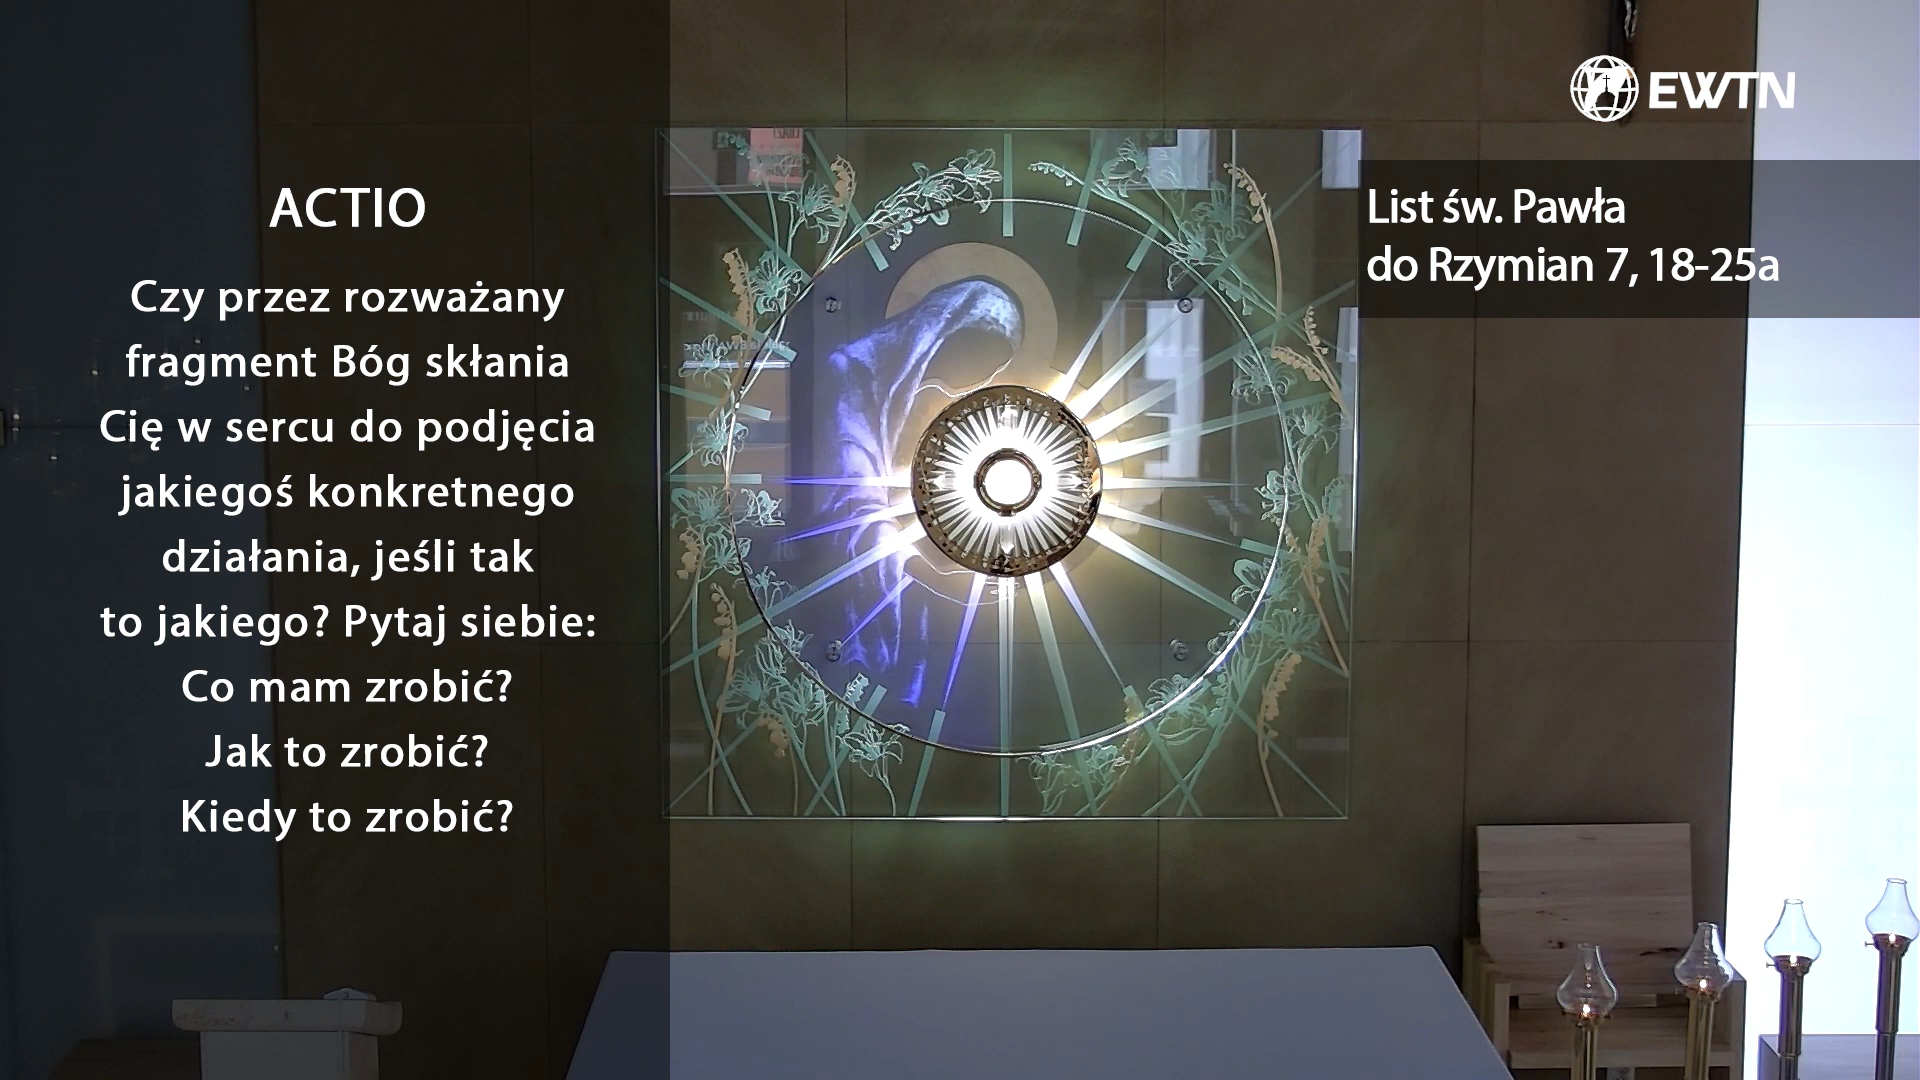 ACTIO
Czy przez rozważany
fragment Bóg skłania
Cię w sercu do podjęcia
jakiegoś konkretnego
działania, jeśli tak
to jakiego? Pytaj siebie:
Co mam zrobić?
Jak to zrobić?
Kiedy to zrobić?
EWTN
List św. Pawła
do Rzymian 7, 18-25a